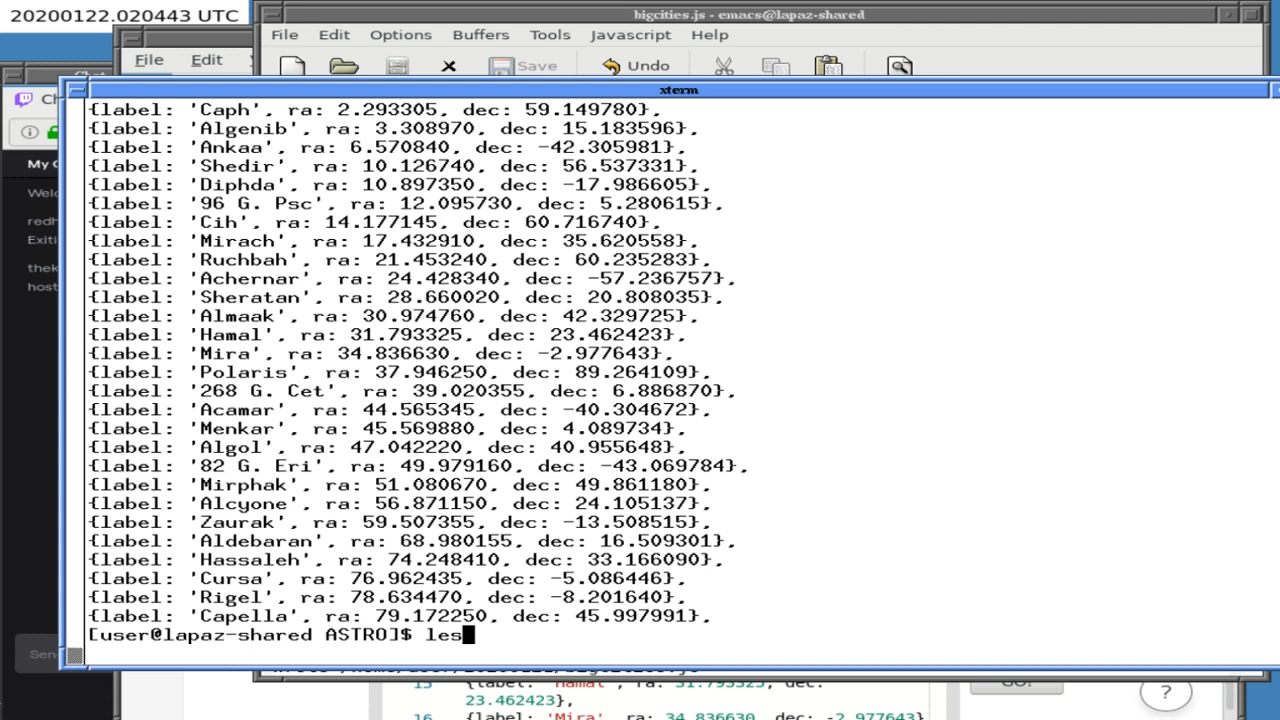 20200122.020443 UTC
bigcities.js - emacs@lapaz-shared
File Edit Options Buffers Tools Javascript Help
File Edit
Save Undo
xterm
{label: 'Caph', ra: 2.293305, dec: 59.149780},
{label: 'Algenib', ra: 3.308970, dec: 15.183596},
{label: 'Ankaa', ra: 6.570840, dec: -42.305981},
{label: 'Shedir', ra: 10.126740, dec: 56.537331},
{label: 'Diphda', ra: 10.897350, dec: -17.986605},
{label: '96 G. Psc', ra: 12.095730, dec: 5.280615},
{label: 'Cih', ra: 14.177145, dec: 60.716740},
{label: 'Mirach', ra: 17.432910, dec: 35.620558},
{label: 'Ruchbah', ra: 21.453240, dec: 60.235283},
{label: 'Achernar', ra: 24.428340, dec: -57.236757},
{label: 'Sheratan', ra: 28.660020, dec: 20.808035},
{label: 'Almaak', ra: 30.974760, dec: 42.329725},
{label: 'Hamal', ra: 31.793325, dec: 23.462423},
{label: 'Mira', ra: 34.836630, dec: -2.977643},
{label: 'Polaris', ra: 37.946250, dec: 89.264109},
{label: '268 G. Cet', ra: 39.020355, dec: 6.886870},
{label: 'Acamar', ra: 44.565345, dec: -40.304672},
{label: 'Menkar', ra: 45.569880, dec: 4.089734},
{label: 'Algol', ra: 47.042220, dec: 40.955648},
{label: '82 G. Eri', ra: 49.979160, dec: -43.069784},
{label: 'Mirphak', ra: 51.080670, dec: 49.861180},
{label: 'Alcyone', ra: 56.871150, dec: 24.105137},
{label: 'Zaurak', ra: 59.507355, dec: -13.508515},
{label: 'Aldebaran', ra: 68.980155, dec: 16.509301},
{label: 'Hassaleh', ra: 74.248410, dec: 33.166090},
{label: 'Cursa', ra: 76.962435, dec: -5.086446},
{label: 'Rigel', ra: 78.634470, dec: -8.201640},
{label: 'Capella', ra: 79.172250, dec: 45.997991},
[user@lapaz-shared ASTRO]$ les
My
Welc
redh
Exiti
thek
host
Sen
23.462423},
16 {label: 'Mira', ra: 34.836630, dec: -2.977643}
?